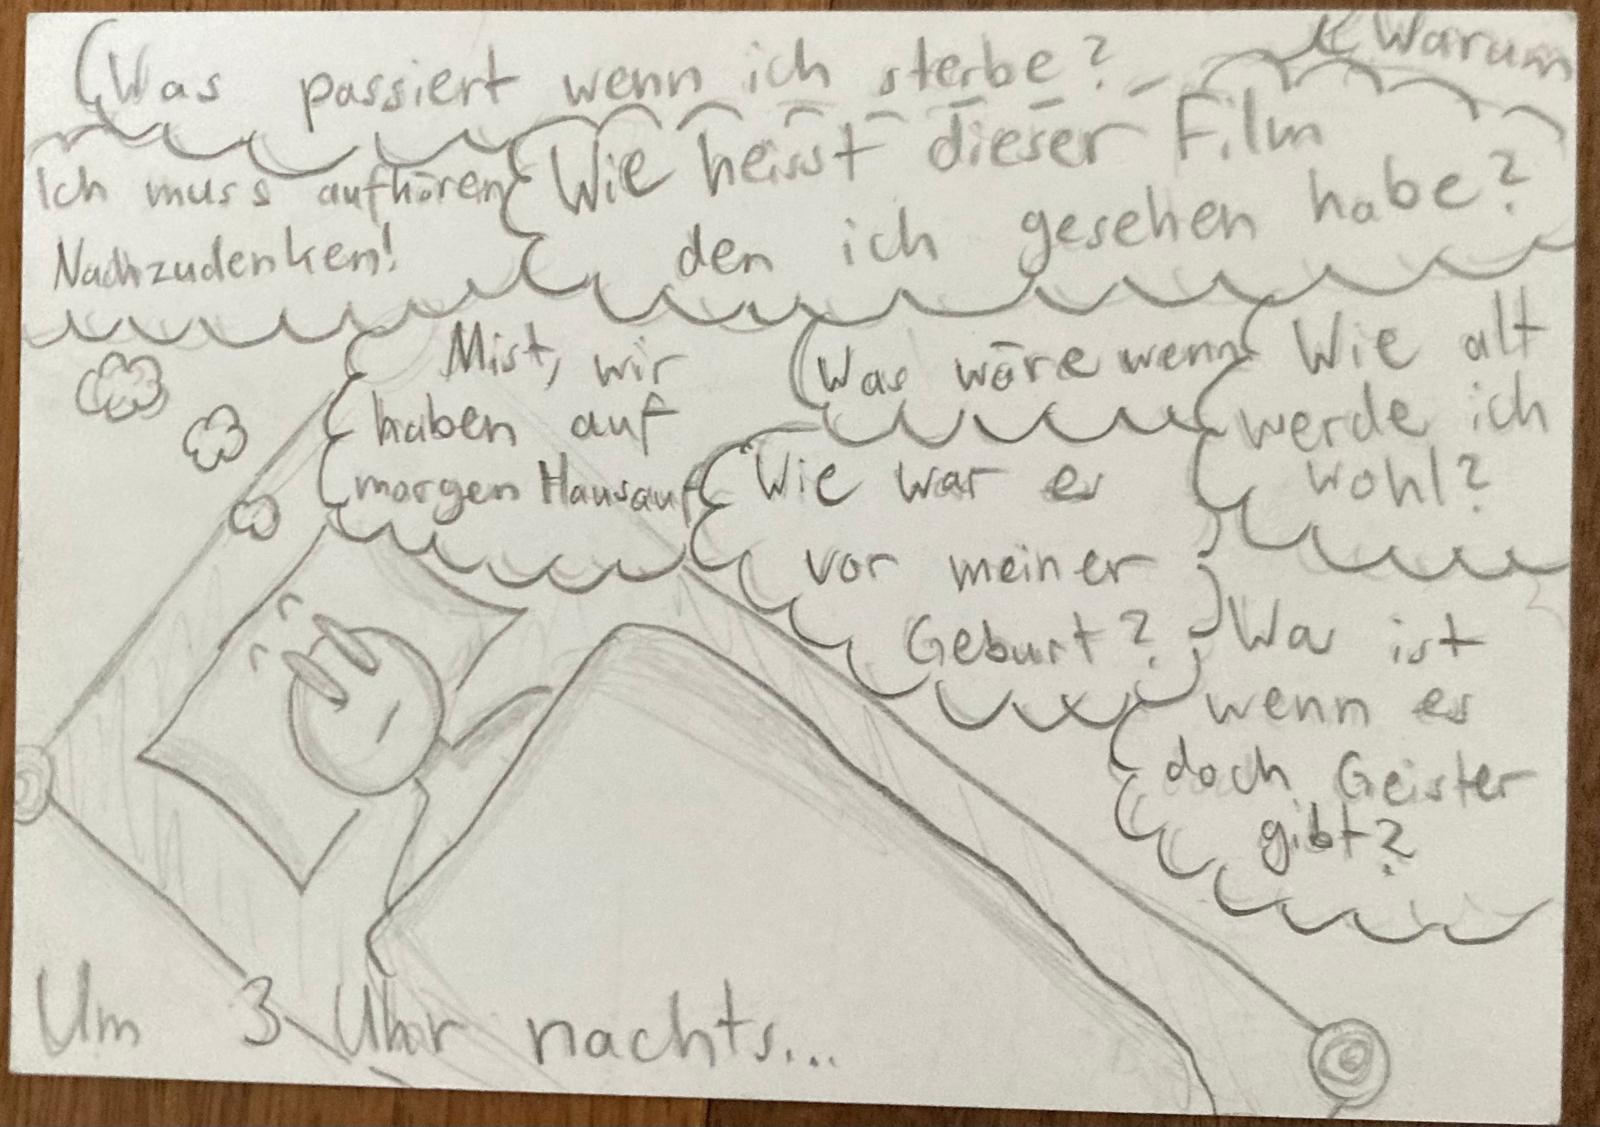 Was passiert wenn ich sterbe?
Warum
Ich muss aufhören
Nachzudenken!
Wie heisst dieser Film
den ich gesehen habe?
Mist, wir
haben auf
morgen Hausauf
Was wäre wenn
Wie alt
werde ich
wohl?
Wie war es
vor meiner
Geburt?
Wa ist
wenn es
doch Geister
gibt?
Um 3 Uhr nachts...